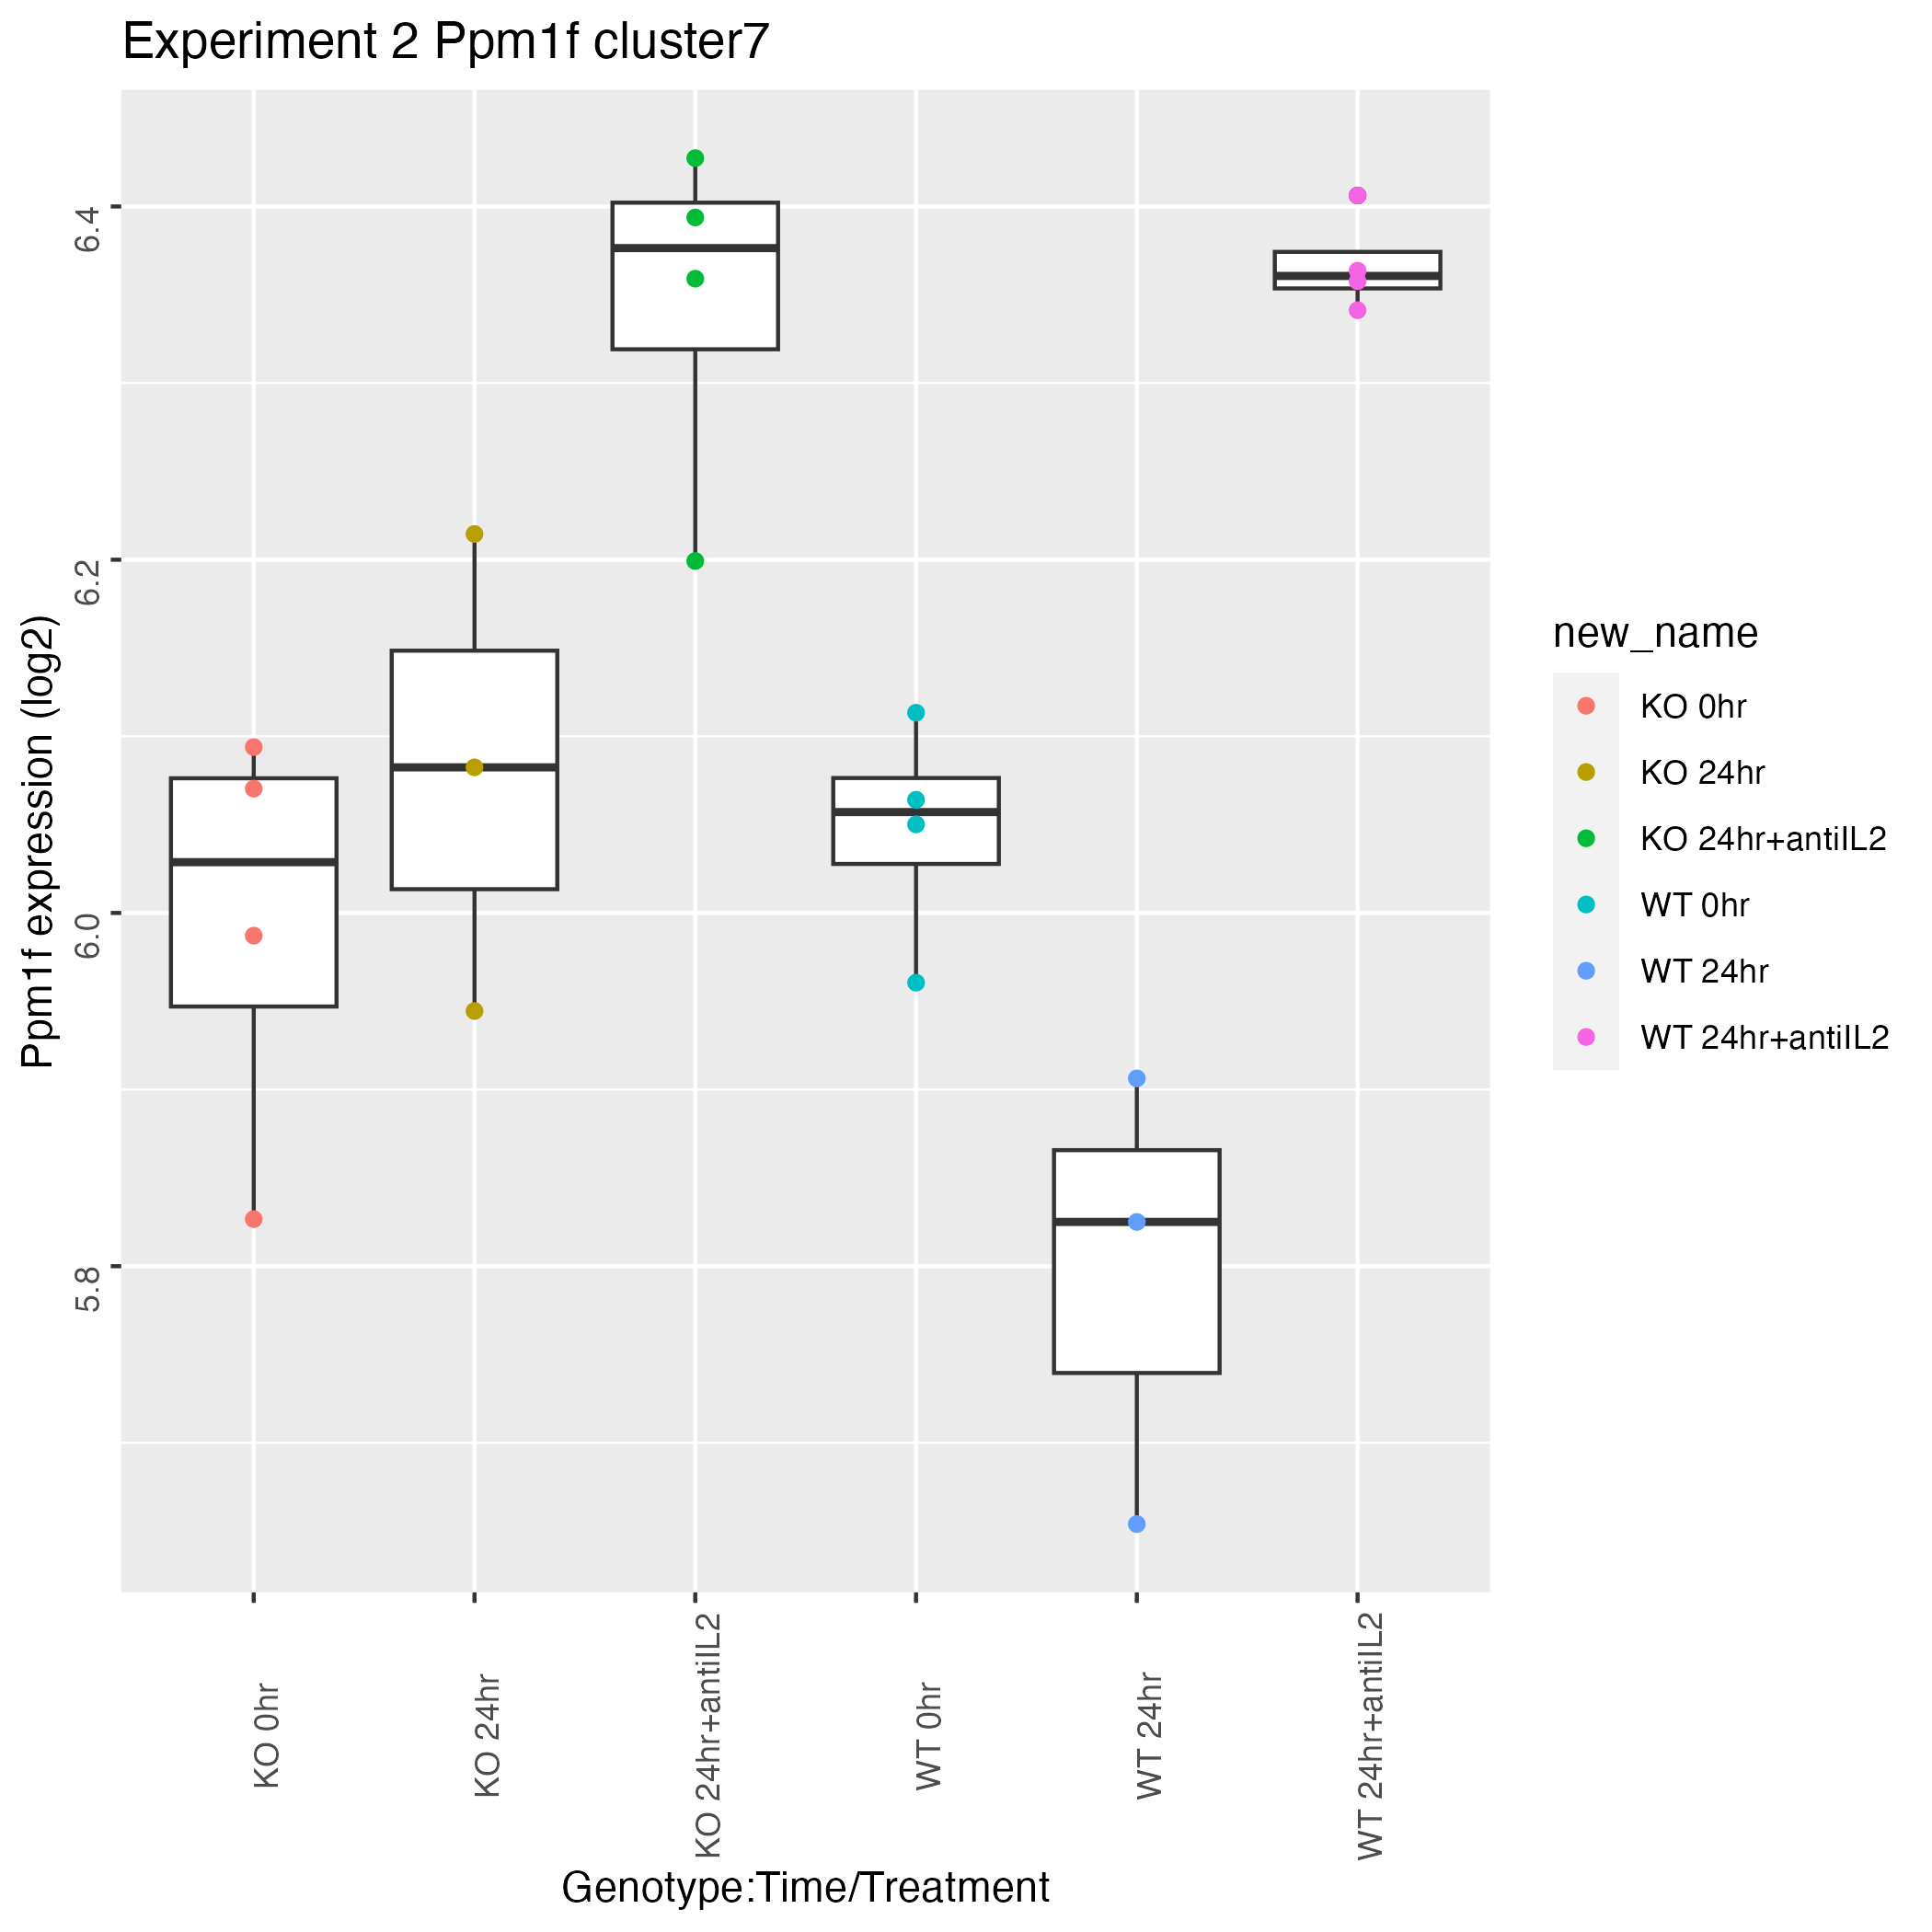 Experiment 2 Ppm1f cluster7
Ppm1f expression (log2)
6.4
6.2
6.0
5.8
KO 0hr
KO 24hr
KO 24hr+antiIL2
WT 0hr
WT 24hr
WT 24hr+antiIL2
Genotype:Time/Treatment
new_name
KO 0hr
KO 24hr
KO 24hr+antiIL2
WT 0hr
WT 24hr
WT 24hr+antiIL2